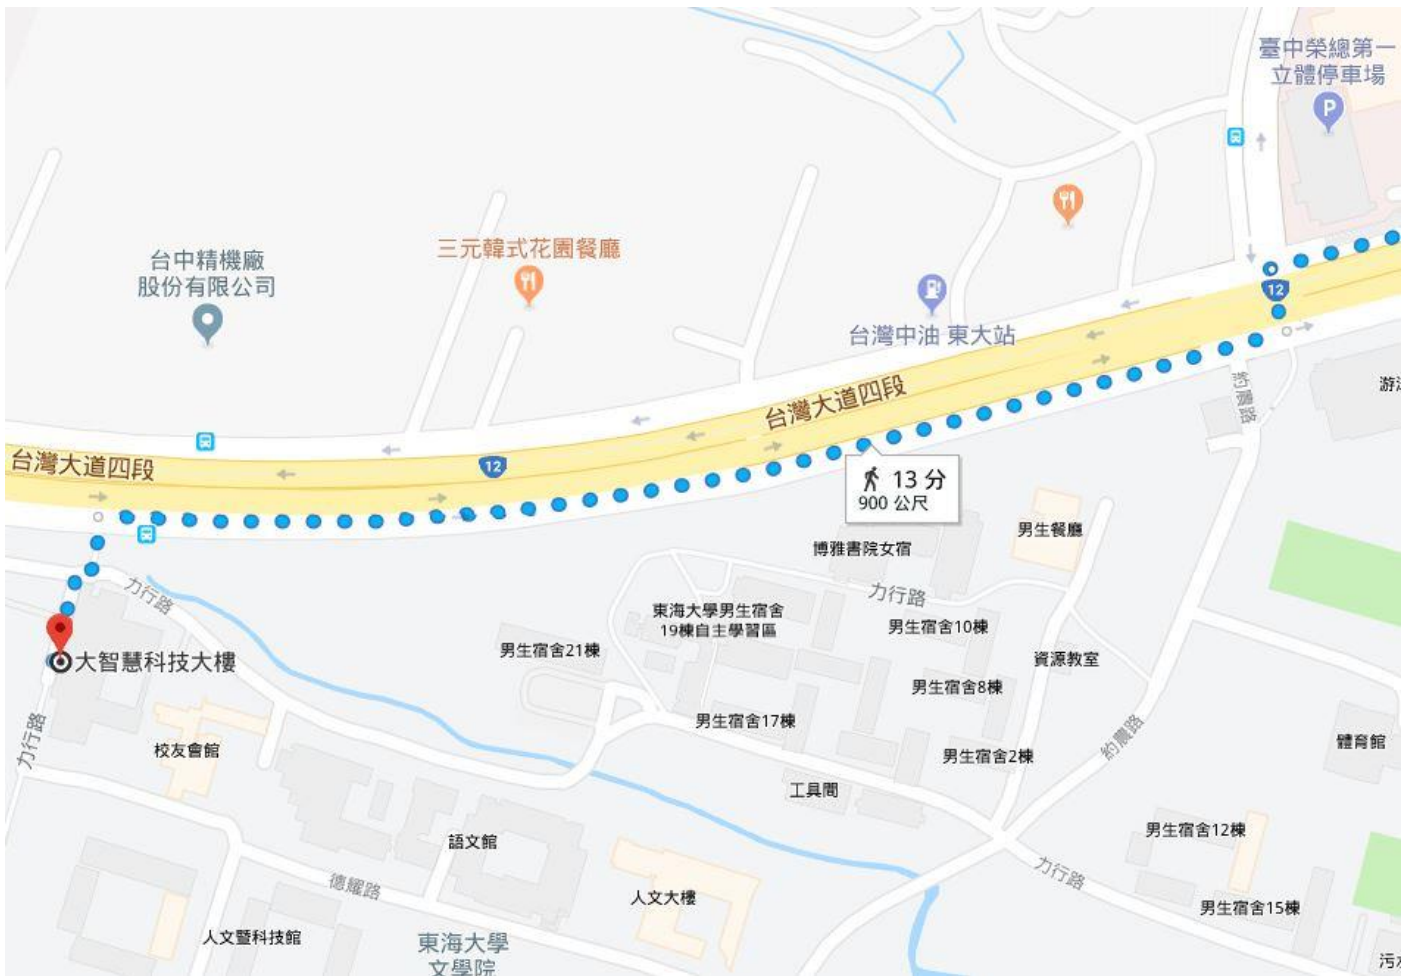 臺中榮總第一
立體停車場
P
台中精機廠
股份有限公司
三元韓式花園餐廳
12
台灣中油 東大站
台灣大道四段
約農路
台灣大道四段
12
13 分
900 公尺
男生餐廳
博雅書院女宿
力行路
力行路
東海大學男生宿舍
19棟自主學習區
男生宿舍10棟
男生宿舍21棟
資源教室
大智慧科技大樓
男生宿舍8棟
男生宿舍17棟
力行路
約農路
校友會館
男生宿舍2棟
體育館
工具間
語文館
男生宿舍12棟
德耀路
力行路
人文大樓
男生宿舍15棟
人文暨科技館
東海大學
文學院